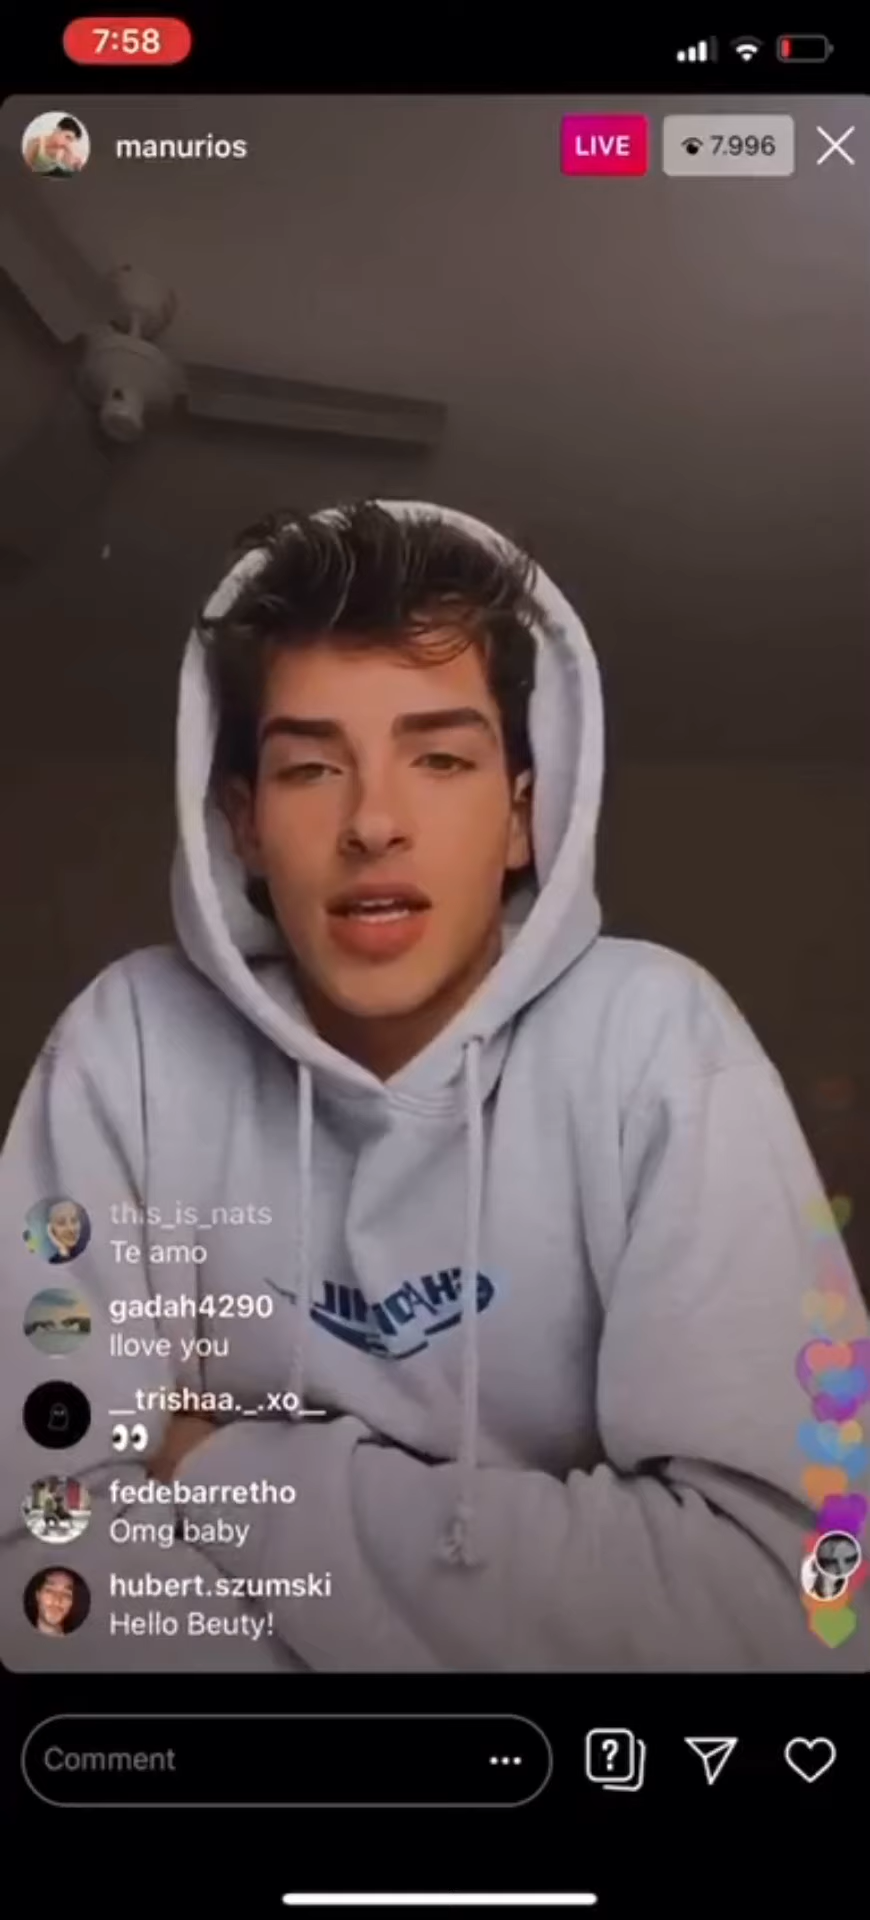 7:58
manurios
LIVE
7.996
this_is_nats
Te amo
gadah4290
Ilove you
__trishaa._.xo__
👀
fedebarretho
Omg baby
hubert.szumski
Hello Beuty!
Comment